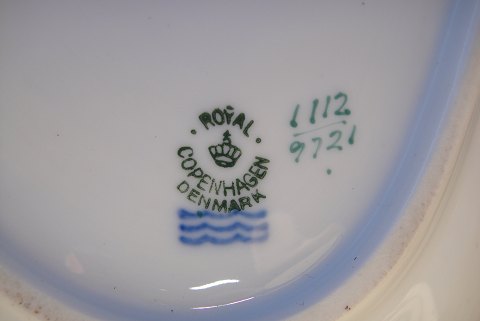 · ROYAL ·
COPENHAGEN
DENMARK
1112
9721